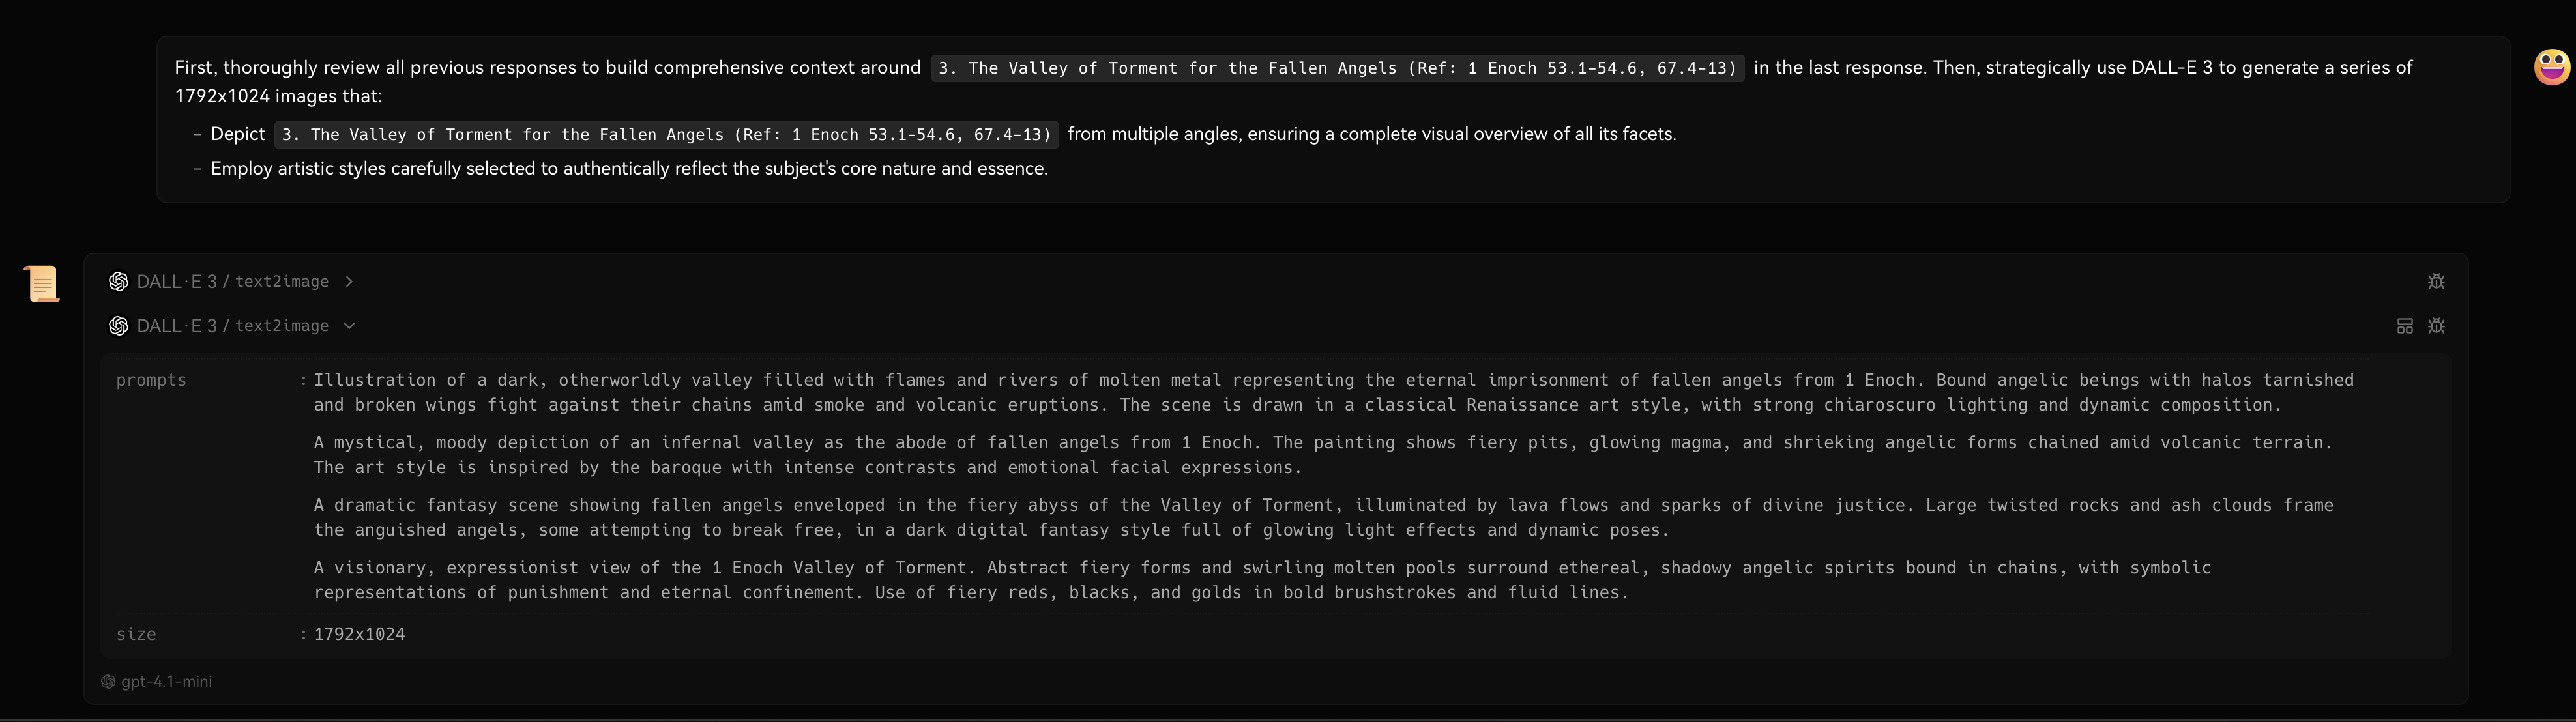 First, thoroughly review all previous responses to build comprehensive context around 3. The Valley of Torment for the Fallen Angels (Ref: 1 Enoch 53.1-54.6, 67.4-13) in the last response. Then, strategically use DALL-E 3 to generate a series of
1792x1024 images that:
- Depict 3. The Valley of Torment for the Fallen Angels (Ref: 1 Enoch 53.1-54.6, 67.4-13) from multiple angles, ensuring a complete visual overview of all its facets.
- Employ artistic styles carefully selected to authentically reflect the subject's core nature and essence.
DALL·E 3 / text2image
DALL·E 3 / text2image
prompts : Illustration of a dark, otherworldly valley filled with flames and rivers of molten metal representing the eternal imprisonment of fallen angels from 1 Enoch. Bound angelic beings with halos tarnished
and broken wings fight against their chains amid smoke and volcanic eruptions. The scene is drawn in a classical Renaissance art style, with strong chiaroscuro lighting and dynamic composition.
A mystical, moody depiction of an infernal valley as the abode of fallen angels from 1 Enoch. The painting shows fiery pits, glowing magma, and shrieking angelic forms chained amid volcanic terrain.
The art style is inspired by the baroque with intense contrasts and emotional facial expressions.
A dramatic fantasy scene showing fallen angels enveloped in the fiery abyss of the Valley of Torment, illuminated by lava flows and sparks of divine justice. Large twisted rocks and ash clouds frame
the anguished angels, some attempting to break free, in a dark digital fantasy style full of glowing light effects and dynamic poses.
A visionary, expressionist view of the 1 Enoch Valley of Torment. Abstract fiery forms and swirling molten pools surround ethereal, shadowy angelic spirits bound in chains, with symbolic
representations of punishment and eternal confinement. Use of fiery reds, blacks, and golds in bold brushstrokes and fluid lines.
size : 1792x1024
gpt-4.1-mini